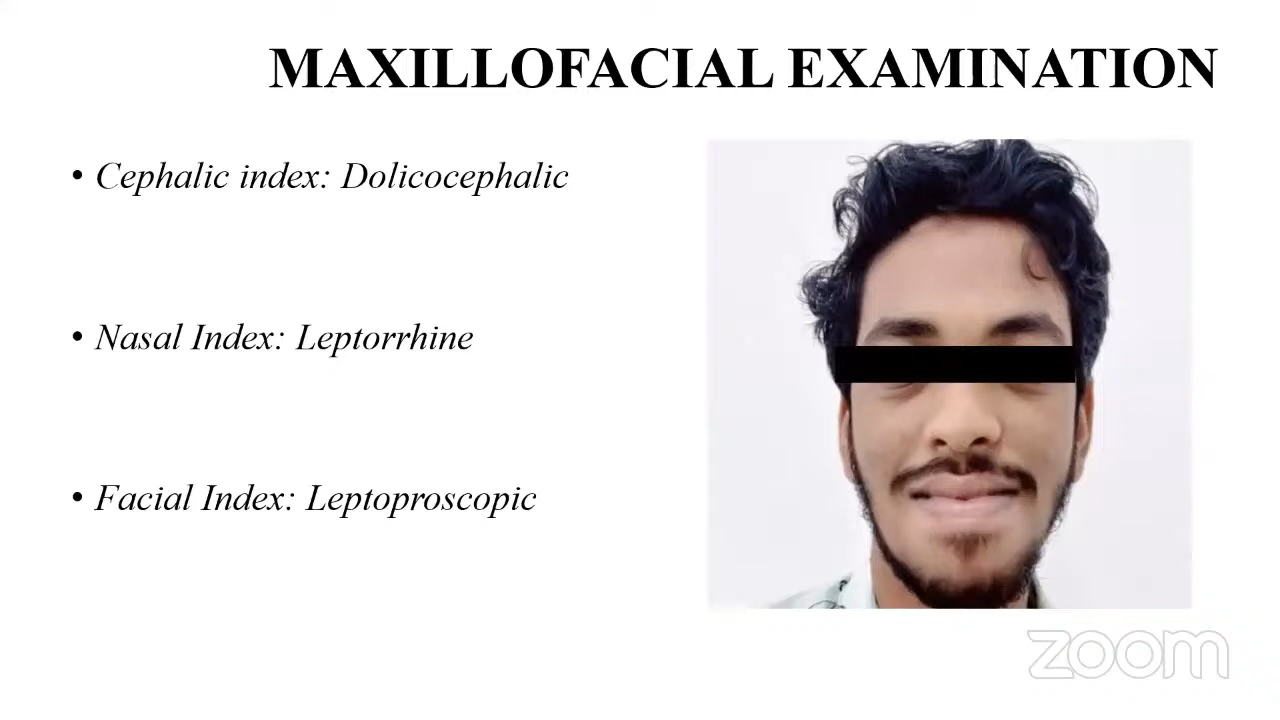 MAXILLOFACIAL EXAMINATION
• Cephalic index: Dolicocephalic
• Nasal Index: Leptorrhine
• Facial Index: Leptoproscopic
zoom